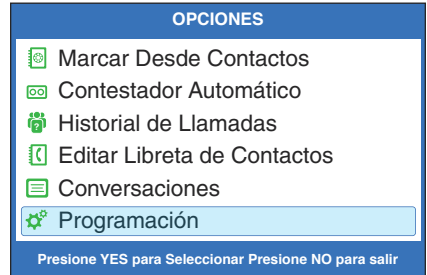 OPCIONES
Marcar Desde Contactos
Contestador Automático
Historial de Llamadas
Editar Libreta de Contactos
Conversaciones
Programación
Presione YES para Seleccionar Presione NO para salir